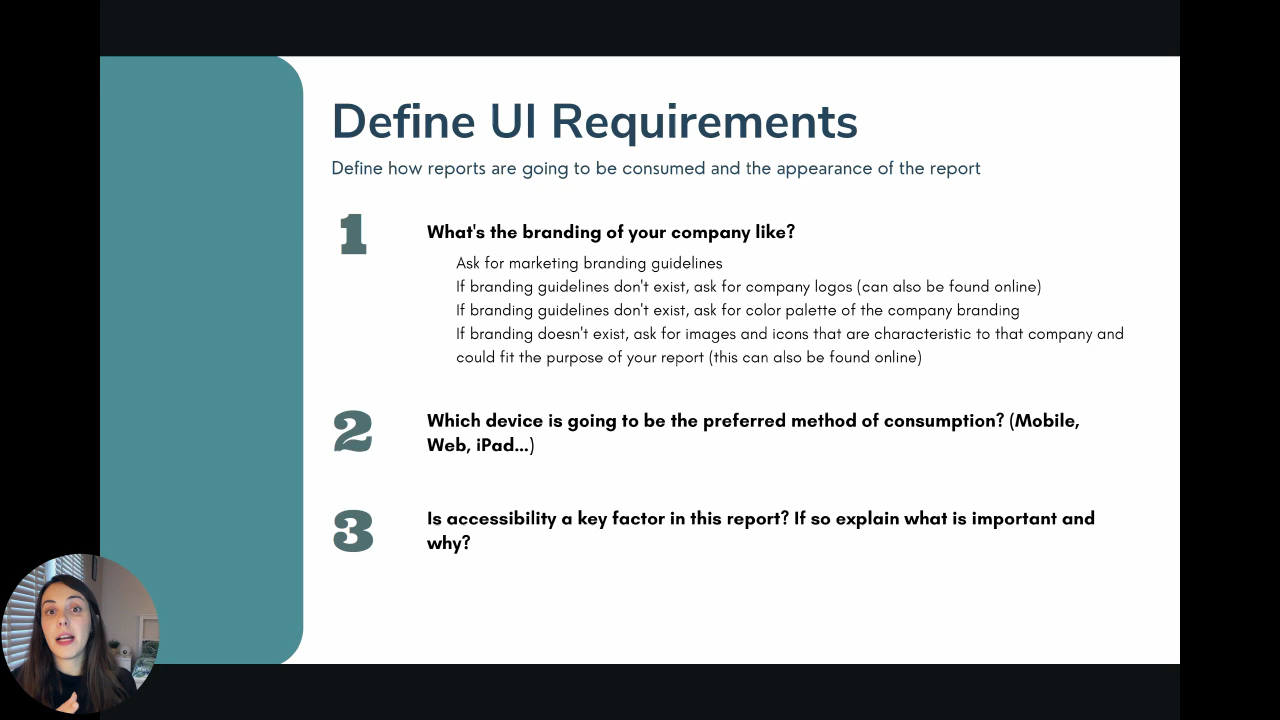 Define UI Requirements
Define how reports are going to be consumed and the appearance of the report
1
What's the branding of your company like?
Ask for marketing branding guidelines
If branding guidelines don't exist, ask for company logos (can also be found online)
If branding guidelines don't exist, ask for color palette of the company branding
If branding doesn't exist, ask for images and icons that are characteristic to that company and
could fit the purpose of your report (this can also be found online)
2
Which device is going to be the preferred method of consumption? (Mobile,
Web, iPad...)
3
Is accessibility a key factor in this report? If so explain what is important and
why?